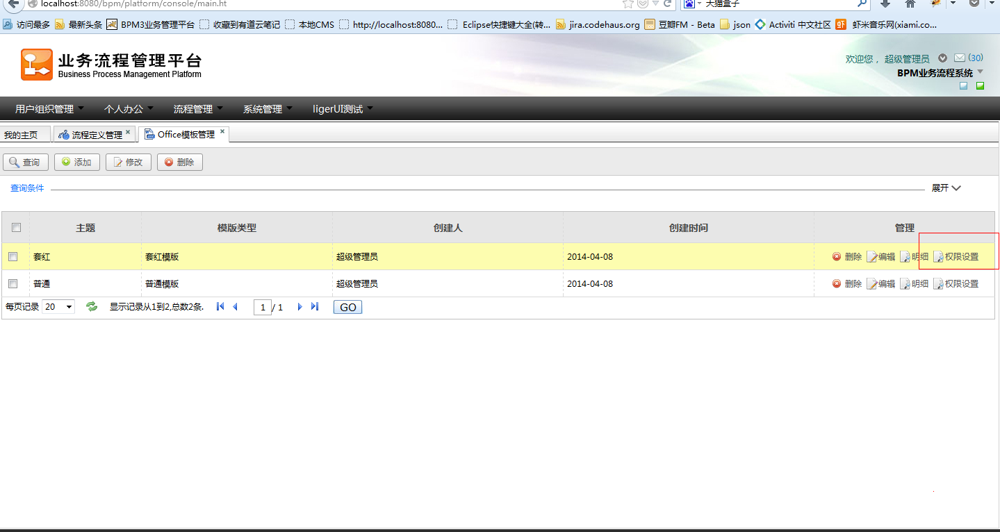 localhost:8080/bpm/platform/console/main.ht 天猫盒子
访问最多 最新头条 BPM3业务管理平台 收藏到有道云笔记 本地CMS http://localhost:8080... Eclipse快捷键大全(转... jira.codehaus.org 豆瓣FM - Beta json Activiti 中文社区 虾 虾米音乐网(xiami.co...
业务流程管理平台
Business Process Management Platform
欢迎您， 超级管理员 (30)
BPM业务流程系统
用户组织管理 个人办公 流程管理 系统管理 ligerUI测试
我的主页 流程定义管理 × Office模板管理 ×
查询 添加 修改 删除
查询条件 展开
主题 模版类型 创建人 创建时间 管理
套红 套红模版 超级管理员 2014-04-08 删除 编辑 明细 权限设置
普通 普通模版 超级管理员 2014-04-08 删除 编辑 明细 权限设置
每页记录 20 显示记录从1到2,总数2条. 1 / 1 GO